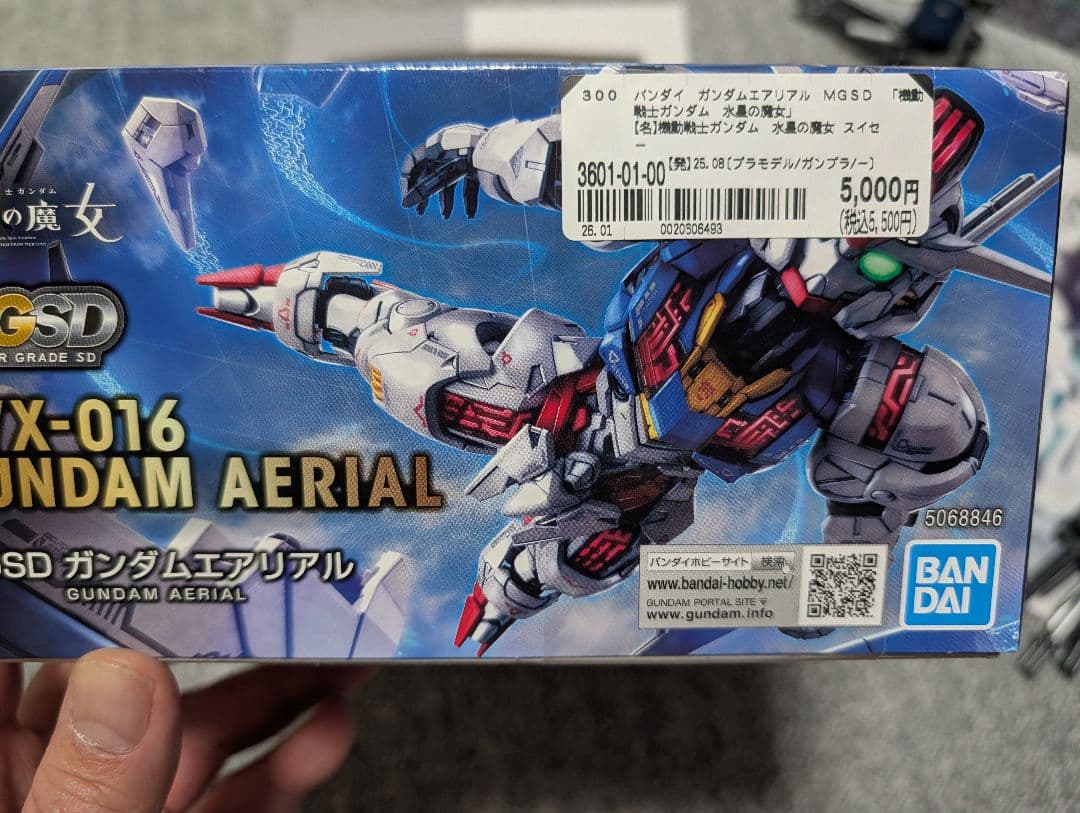 300 バンダイ ガンダムエアリアル MGSD 「機動
戦士ガンダム 水星の魔女」
【名】機動戦士ガンダム 水星の魔女 スイセ
ー
3601-01-00
【発】25.08〔プラモデル/ガンプラ/ー〕
5,000円
(税込5,500円)
26.01
0020306493
士ガンダム
の魔女
GSD
R GRADE SD
X-016
UNDAM AERIAL
SD ガンダムエアリアル
GUNDAM AERIAL
5068846
バンダイホビーサイト 検索
www.bandai-hobby.net/
GUNDAM PORTAL SITE ▼
www.gundam.info
BAN
DAI